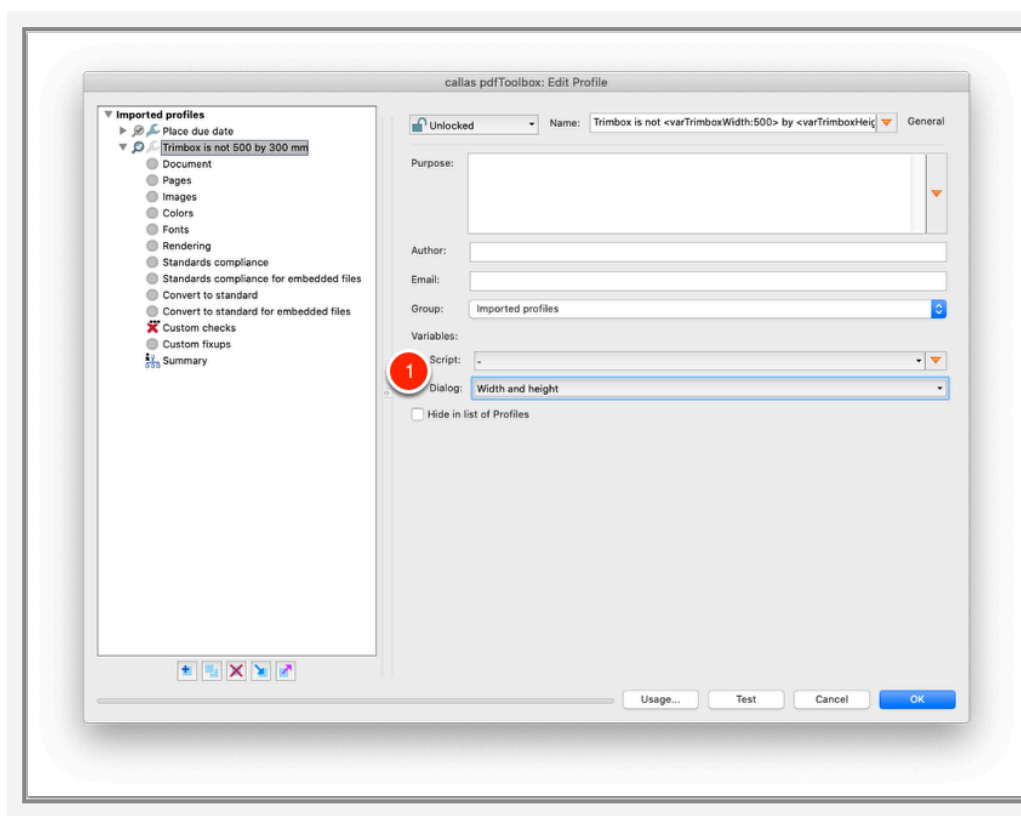 callas pdfToolbox: Edit Profile
Imported profiles
Place due date
Trimbox is not 500 by 300 mm
Document
Pages
Images
Colors
Fonts
Rendering
Standards compliance
Standards compliance for embedded files
Convert to standard
Convert to standard for embedded files
Custom checks
Custom fixups
Summary
Unlocked
Name: Trimbox is not <varTrimboxWidth:500> by <varTrimboxHeig
General
Purpose:
Author:
Email:
Group: Imported profiles
Variables:
Script: -
1
Dialog: Width and height
Hide in list of Profiles
Usage... Test Cancel OK